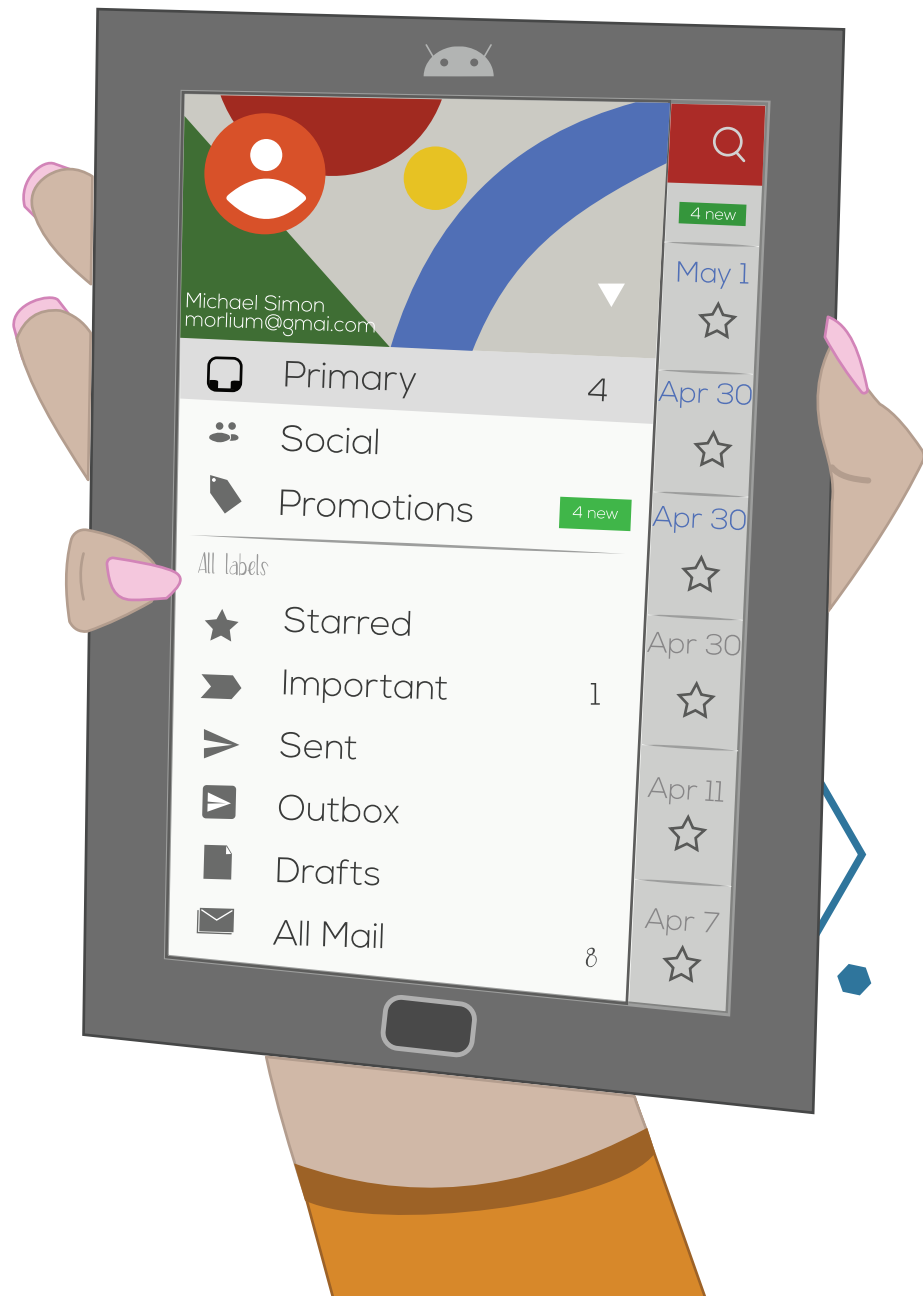 Michael Simon
morlium@gmai.com
Primary 4
Social
Promotions 4 new
All labels
Starred
Important 1
Sent
Outbox
Drafts
All Mail 8
4 new
May 1
Apr 30
Apr 30
Apr 30
Apr 11
Apr 7